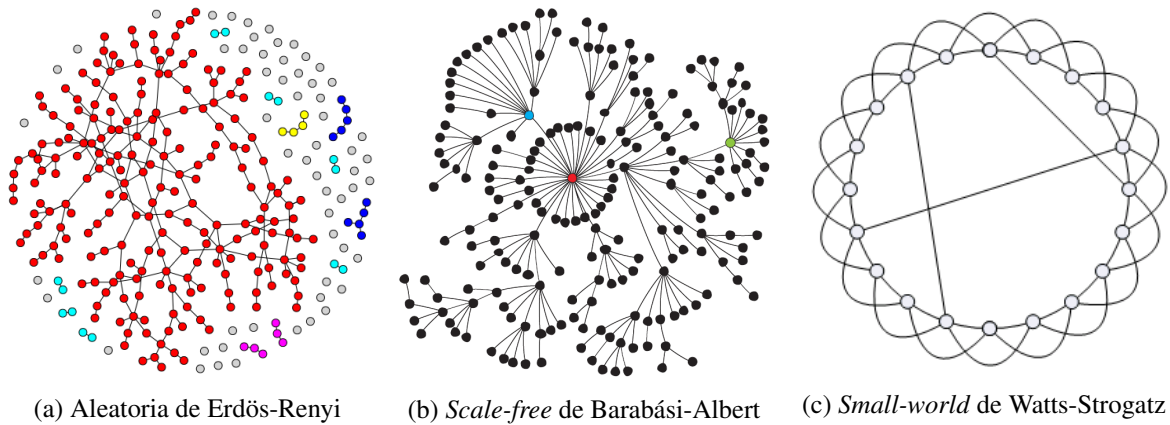 (a) Aleatoria de Erdös-Renyi
(b) Scale-free de Barabási-Albert
(c) Small-world de Watts-Strogatz